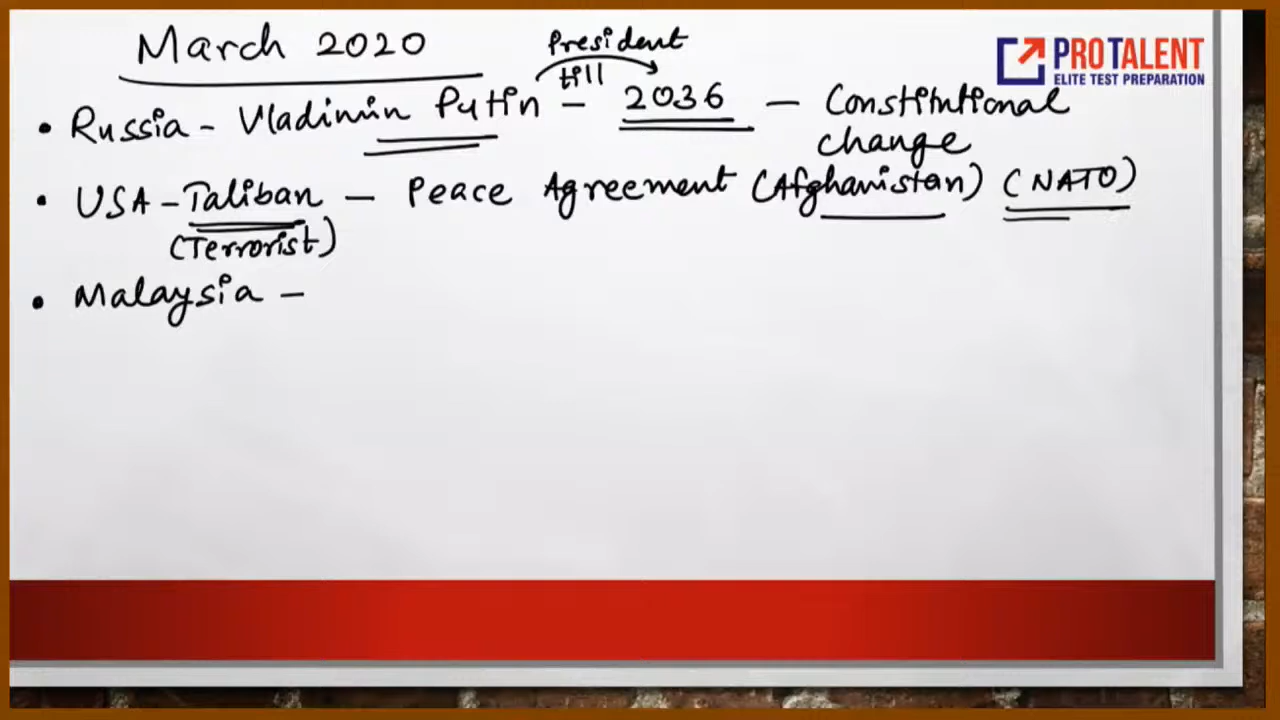 March 2020
PROTALENT
ELITE TEST PREPARATION
President
till
• Russia - Vladimin Putin - 2036 - Constitutional
change
• USA - Taliban - Peace Agreement (Afghanistan) (NATO)
(Terrorist)
• Malaysia -